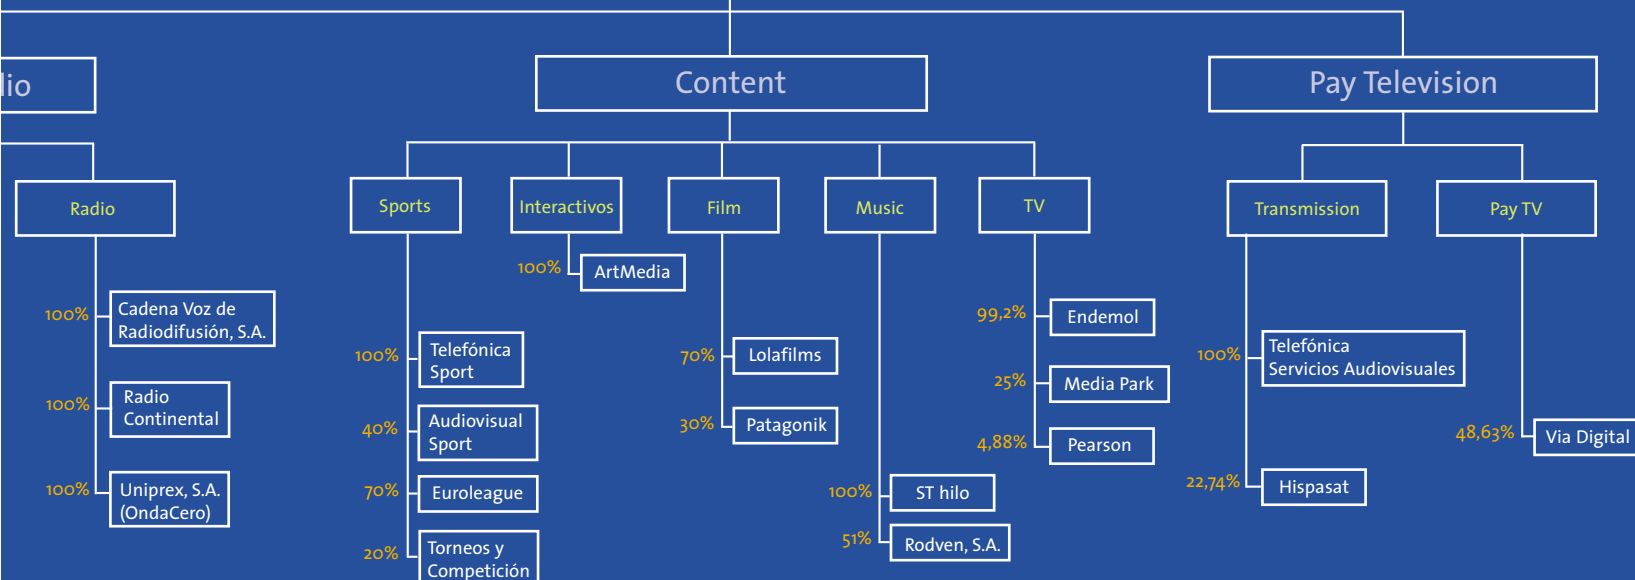 lio
Content
Pay Television
Radio
Sports
Interactivos
Film
Music
TV
Transmission
Pay TV
100%
Cadena Voz de
Radiodifusión, S.A.
100%
Radio
Continental
100%
Uniprex, S.A.
(OndaCero)
100%
Telefónica
Sport
40%
Audiovisual
Sport
70%
Euroleague
20%
Torneos y
Competición
100%
ArtMedia
70%
Lolafilms
30%
Patagonik
100%
ST hilo
51%
Rodven, S.A.
99,2%
Endemol
25%
Media Park
4,88%
Pearson
100%
Telefónica
Servicios Audiovisuales
22,74%
Hispasat
48,63%
Via Digital